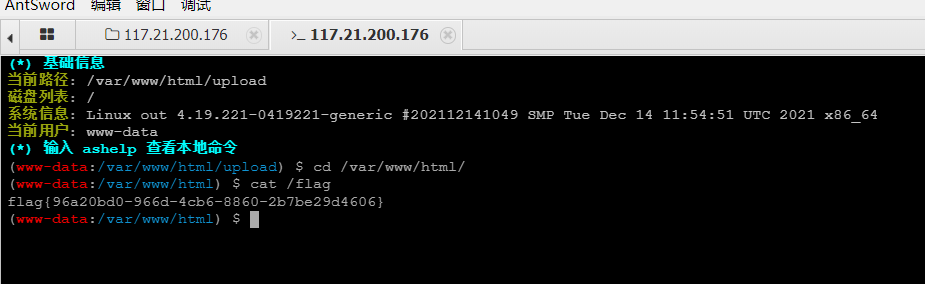 AntSword 编辑 窗口 调试
117.21.200.176 >_ 117.21.200.176
(*) 基础信息
当前路径: /var/www/html/upload
磁盘列表: /
系统信息: Linux out 4.19.221-0419221-generic #202112141049 SMP Tue Dec 14 11:54:51 UTC 2021 x86_64
当前用户: www-data
(*) 输入 ashelp 查看本地命令
(www-data:/var/www/html/upload) $ cd /var/www/html/
(www-data:/var/www/html) $ cat /flag
flag{96a20bd0-966d-4cb6-8860-2b7be29d4606}
(www-data:/var/www/html) $